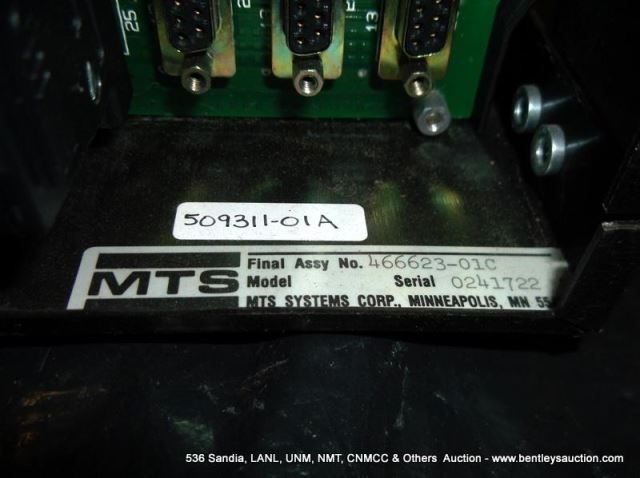 25
13
509311-01A
MTS
Final Assy No. 466623-01C
Model Serial 0241722
MTS SYSTEMS CORP., MINNEAPOLIS, MN 55
536 Sandia, LANL, UNM, NMT, CNMCC & Others Auction - www.bentleysauction.com